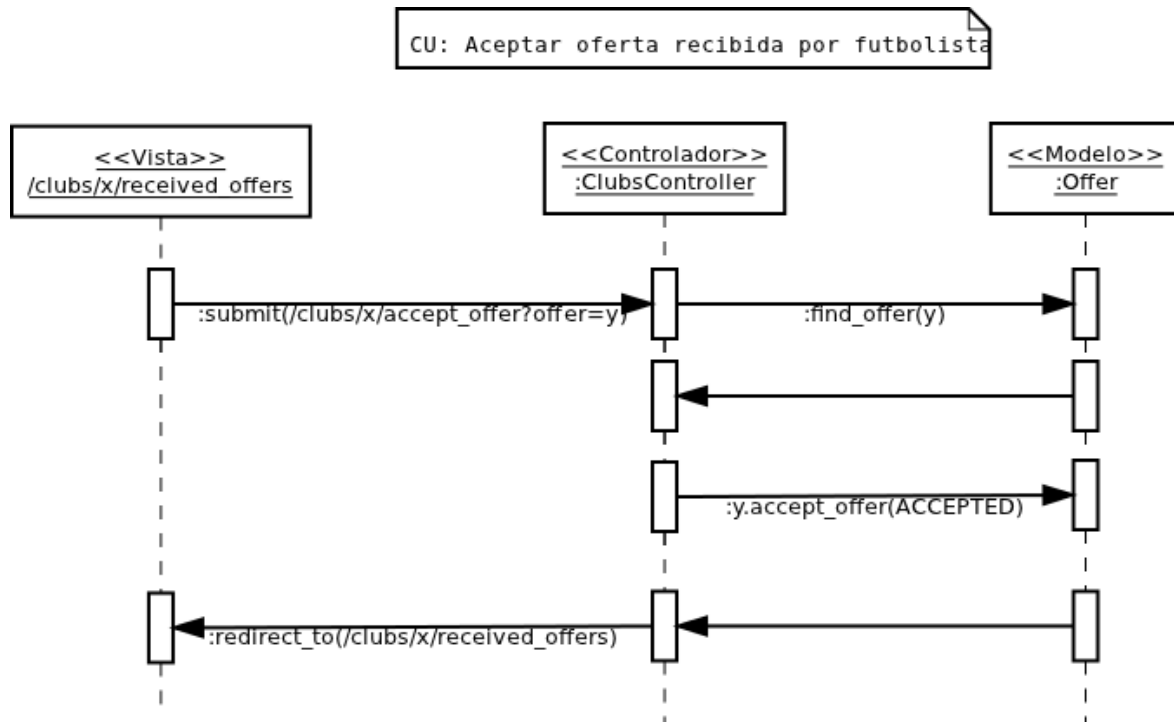 CU: Aceptar oferta recibida por futbolista
<<Vista>>
/clubs/x/received_offers
<<Controlador>>
:ClubsController
<<Modelo>>
:Offer
:submit(/clubs/x/accept_offer?offer=y)
:find_offer(y)
:y.accept_offer(ACCEPTED)
:redirect_to(/clubs/x/received_offers)